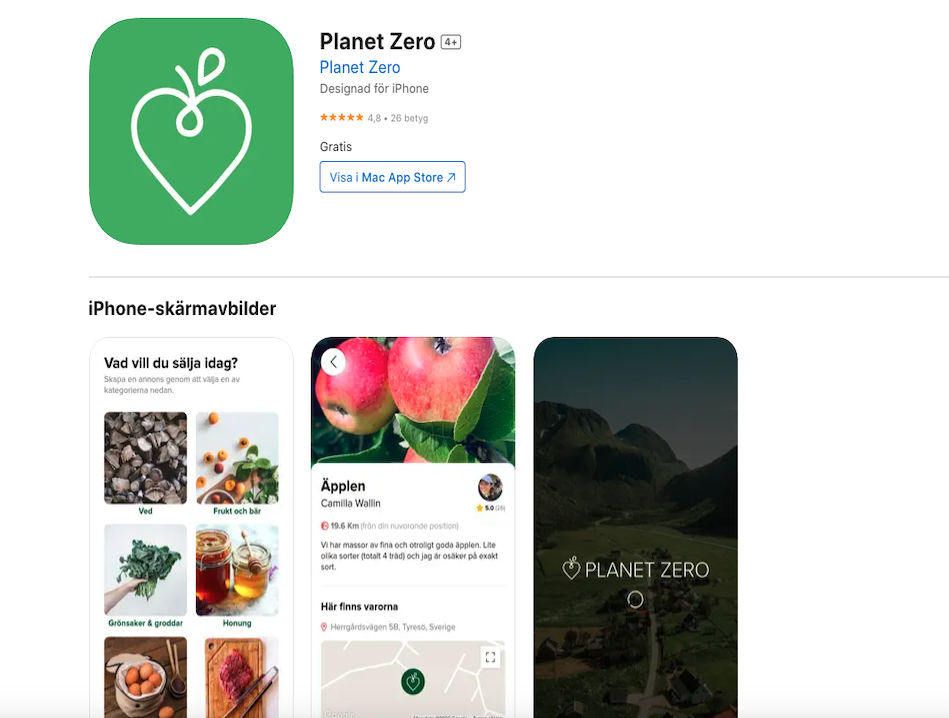 Planet Zero 4+
Planet Zero
Designad för iPhone
4,8 • 26 betyg
Gratis
Visa i Mac App Store
iPhone-skärmavbilder
Vad vill du sälja idag?
Skapa en annons genom att välja en av
kategorierna nedan.
Ved
Frukt och bär
Grönsaker & groddar
Honung
Äpplen
Camilla Wallin
5.0
19.6 Km (från din nuvorande position)
Vi har massor av fina och otroligt goda äpplen. Lite
olika sorter (totalt 4 träd) och jag är osäker på exakt
sort.
Här finns varorna
Herrgårdsvägen 5B, Tyresö, Sverige
Google
PLANET ZERO